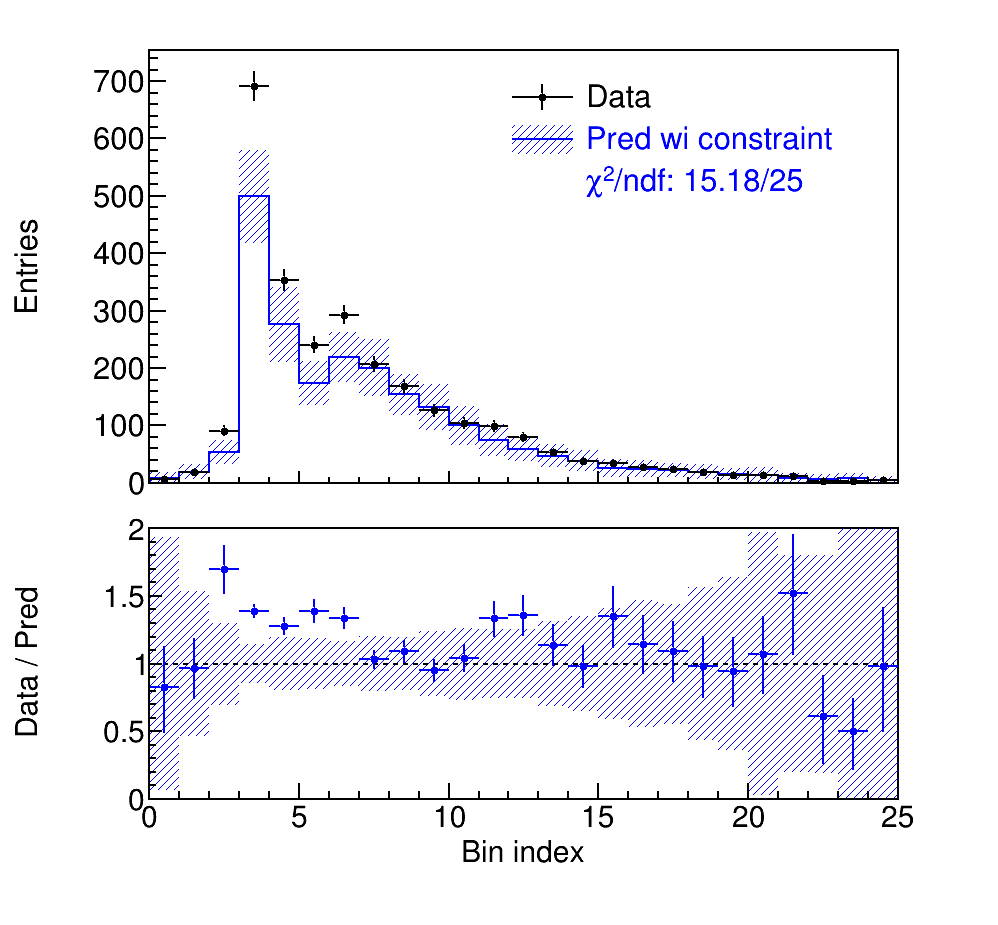 Entries
700
600
500
400
300
200
100
0
Data
Pred wi constraint
χ²/ndf: 15.18/25
Data / Pred
2
1.5
1
0.5
0
0 5 10 15 20 25
Bin index